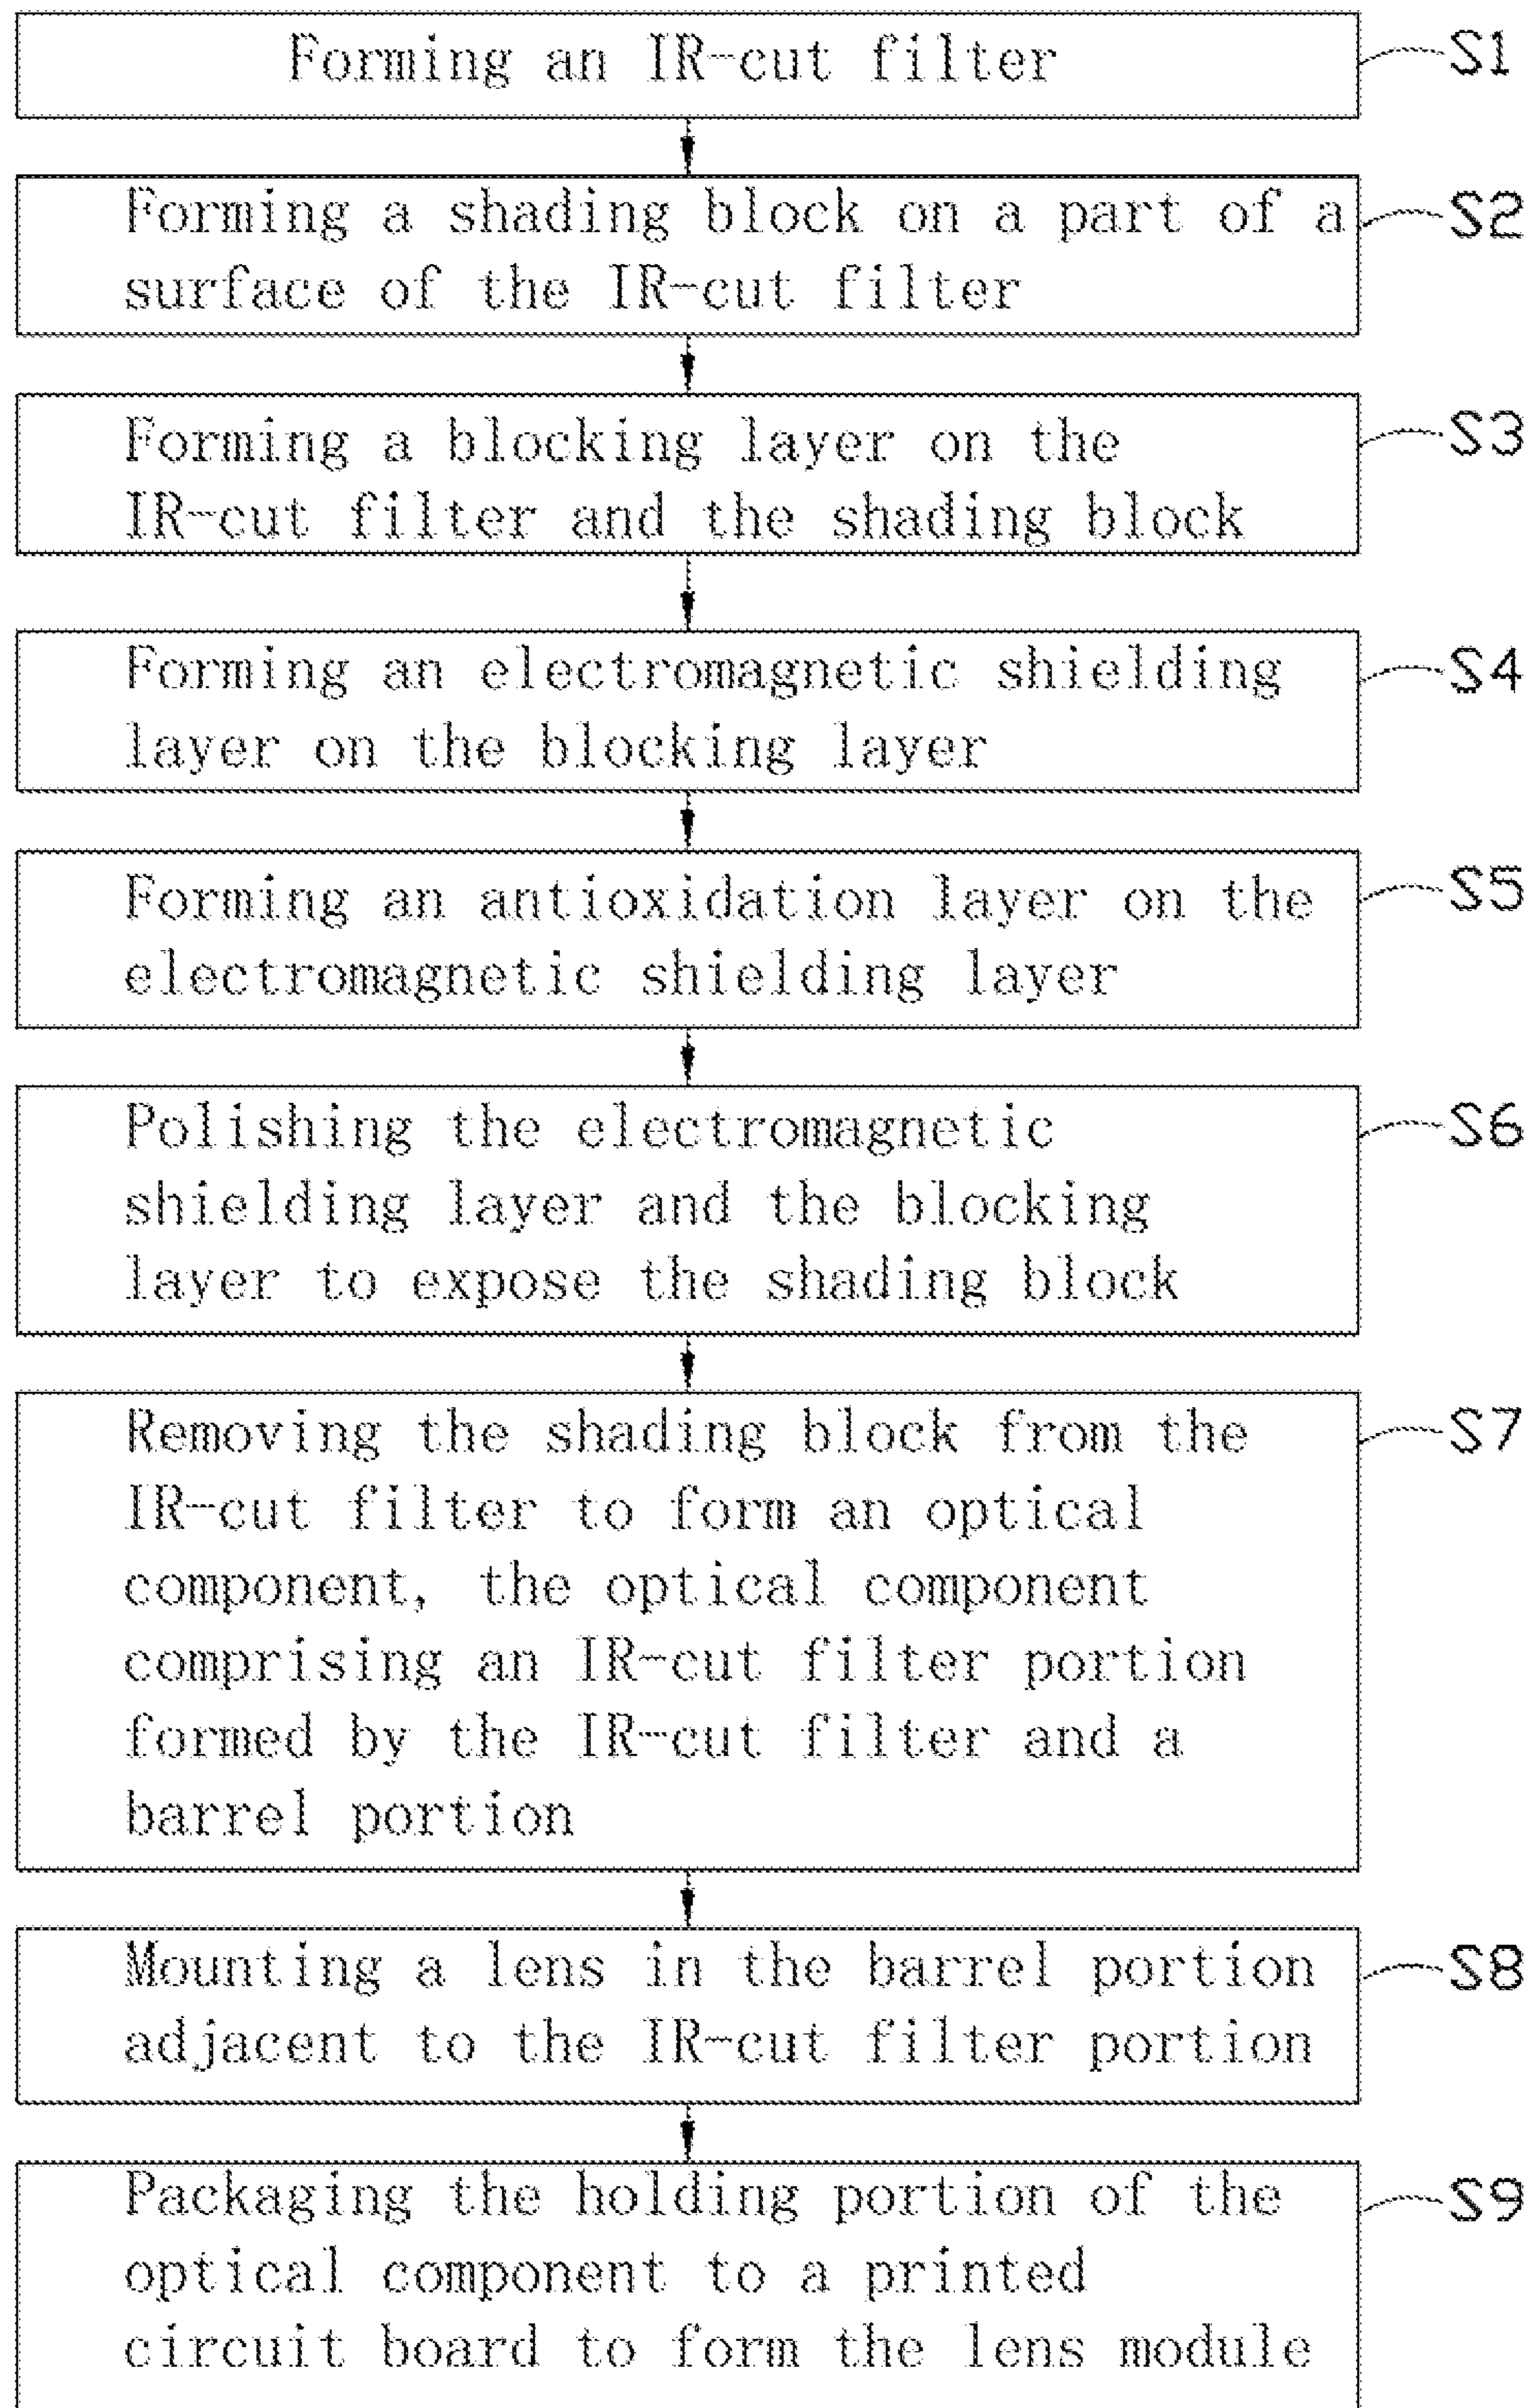 Forming an IR-cut filter
S1
Forming a shading block on a part of a
surface of the IR-cut filter
S2
Forming a blocking layer on the
IR-cut filter and the shading block
S3
Forming an electromagnetic shielding
layer on the blocking layer
S4
Forming an antioxidation layer on the
electromagnetic shielding layer
S5
Polishing the electromagnetic
shielding layer and the blocking
layer to expose the shading block
S6
Removing the shading block from the
IR-cut filter to form an optical
component, the optical component
comprising an IR-cut filter portion
formed by the IR-cut filter and a
barrel portion
S7
Mounting a lens in the barrel portion
adjacent to the IR-cut filter portion
S8
Packaging the holding portion of the
optical component to a printed
circuit board to form the lens module
S9